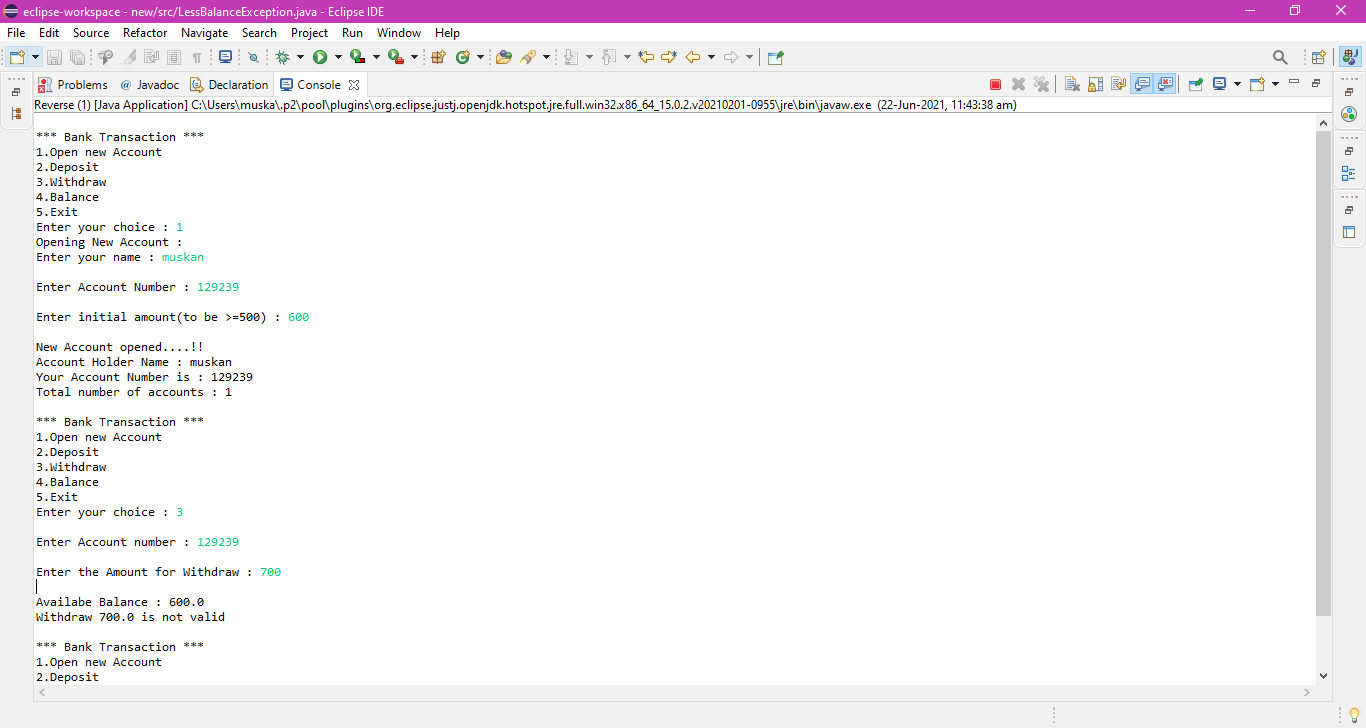 eclipse-workspace - new/src/LessBalanceException.java - Eclipse IDE
File Edit Source Refactor Navigate Search Project Run Window Help
Problems @ Javadoc Declaration Console
Reverse (1) [Java Application] C:\Users\muska\.p2\pool\plugins\org.eclipse.justj.openjdk.hotspot.jre.full.win32.x86_64_15.0.2.v20210201-0955\jre\bin\javaw.exe (22-Jun-2021, 11:43:38 am)
*** Bank Transaction ***
1.Open new Account
2.Deposit
3.Withdraw
4.Balance
5.Exit
Enter your choice : 1
Opening New Account :
Enter your name : muskan
Enter Account Number : 129239
Enter initial amount(to be >=500) : 600
New Account opened....!!
Account Holder Name : muskan
Your Account Number is : 129239
Total number of accounts : 1
*** Bank Transaction ***
1.Open new Account
2.Deposit
3.Withdraw
4.Balance
5.Exit
Enter your choice : 3
Enter Account number : 129239
Enter the Amount for Withdraw : 700
Availabe Balance : 600.0
Withdraw 700.0 is not valid
*** Bank Transaction ***
1.Open new Account
2.Deposit